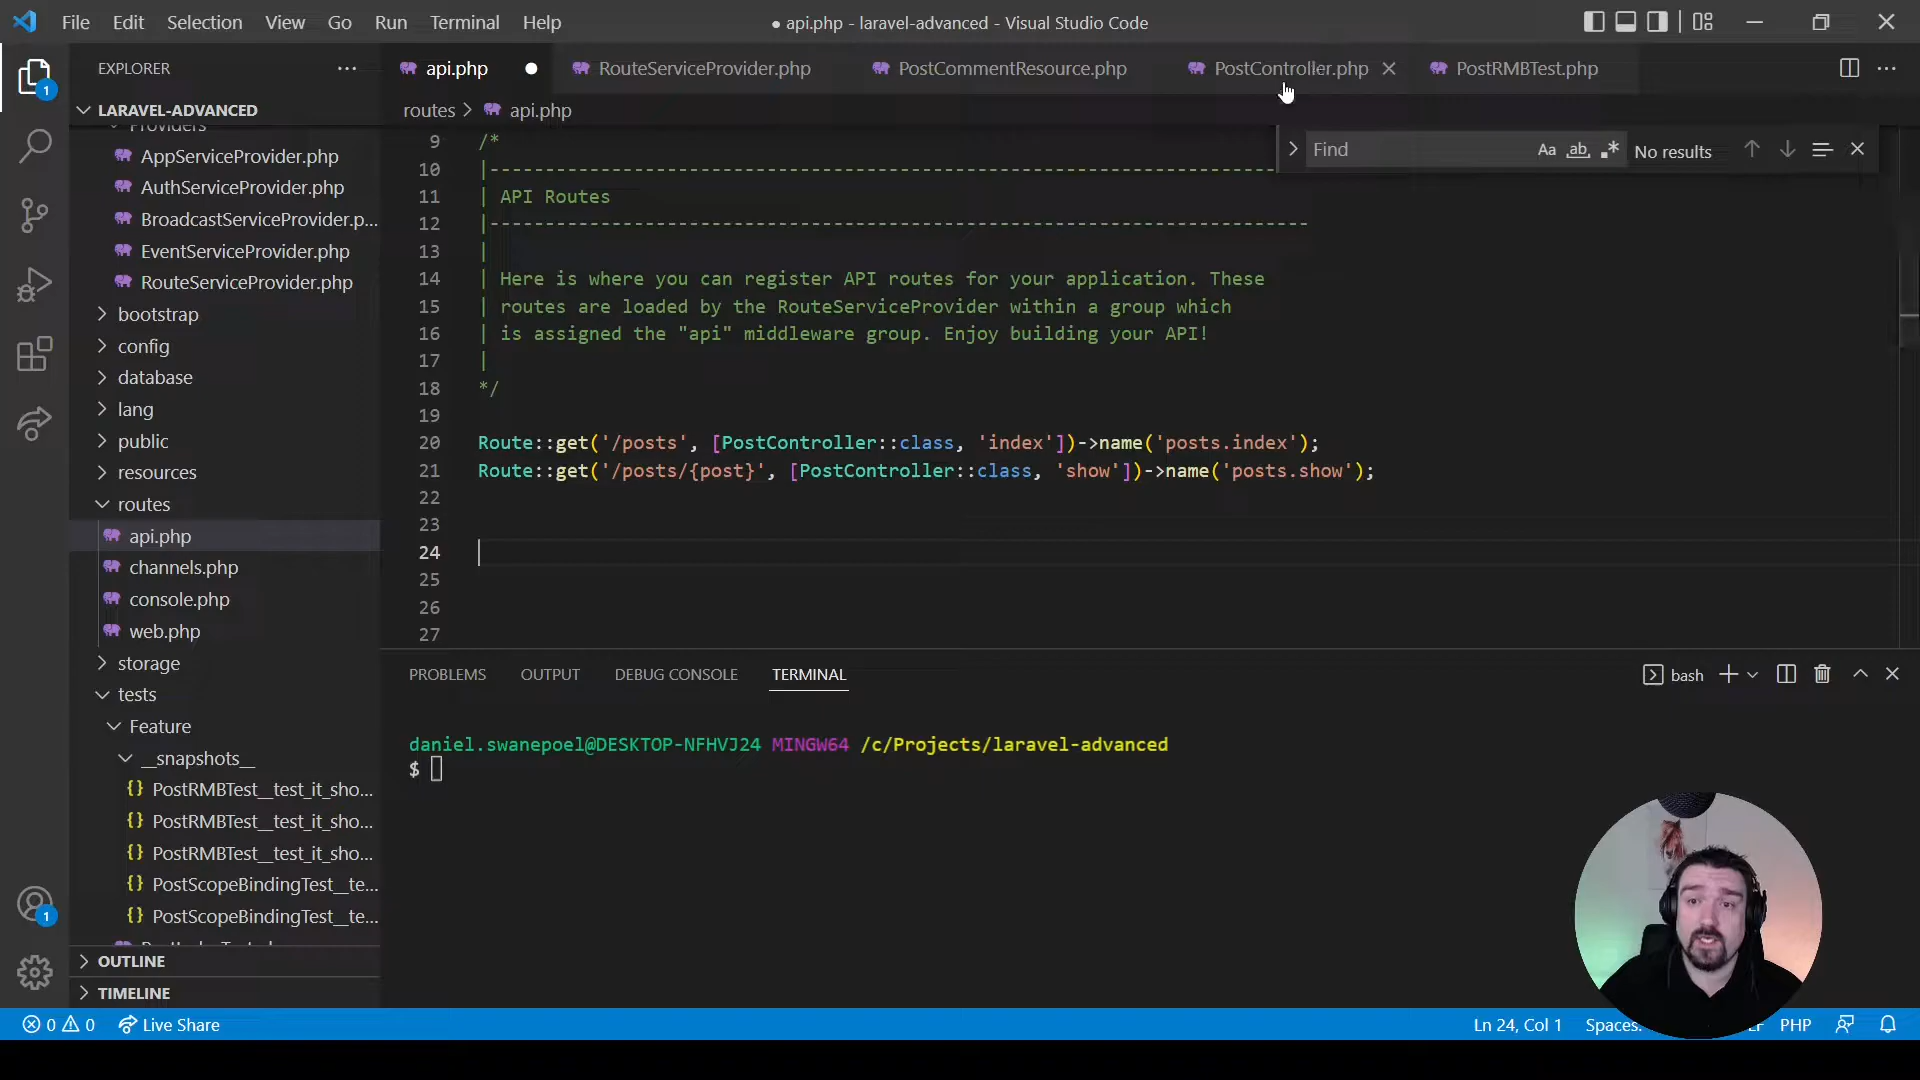 File Edit Selection View Go Run Terminal Help
● api.php - laravel-advanced - Visual Studio Code
EXPLORER
api.php RouteServiceProvider.php PostCommentResource.php PostController.php PostRMBTest.php
LARAVEL-ADVANCED
routes > api.php
Providers
AppServiceProvider.php
AuthServiceProvider.php
BroadcastServiceProvider.p...
EventServiceProvider.php
RouteServiceProvider.php
bootstrap
config
database
lang
public
resources
routes
api.php
channels.php
console.php
web.php
storage
tests
Feature
__snapshots__
PostRMBTest__test_it_sho...
PostRMBTest__test_it_sho...
PostRMBTest__test_it_sho...
PostScopeBindingTest__te...
PostScopeBindingTest__te...
OUTLINE
TIMELINE
Find Aa ab No results
9 /*
10 |--------------------------------------------------------------------------
11 | API Routes
12 |--------------------------------------------------------------------------
13 |
14 | Here is where you can register API routes for your application. These
15 | routes are loaded by the RouteServiceProvider within a group which
16 | is assigned the "api" middleware group. Enjoy building your API!
17 |
18 */
19
20 Route::get('/posts', [PostController::class, 'index'])->name('posts.index');
21 Route::get('/posts/{post}', [PostController::class, 'show'])->name('posts.show');
22
23
24
25
26
27
PROBLEMS OUTPUT DEBUG CONSOLE TERMINAL
bash
daniel.swanepoel@DESKTOP-NFHVJ24 MINGW64 /c/Projects/laravel-advanced
$
1
1
0 0 Live Share
Ln 24, Col 1 Spaces: PHP